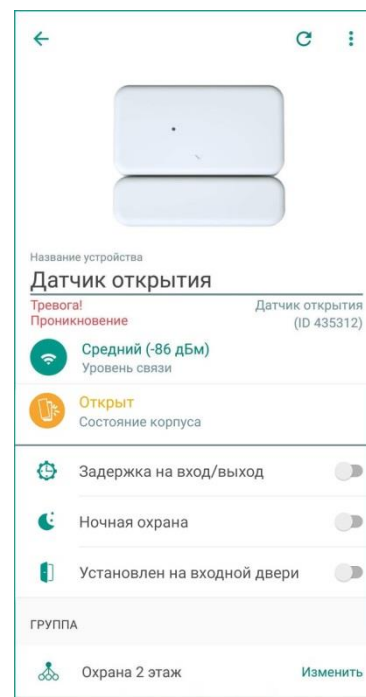 Название устройства
Датчик открытия
Тревога! Датчик открытия
Проникновение (ID 435312)
Средний (-86 дБм)
Уровень связи
Открыт
Состояние корпуса
Задержка на вход/выход
Ночная охрана
Установлен на входной двери
ГРУППА
Охрана 2 этаж Изменить